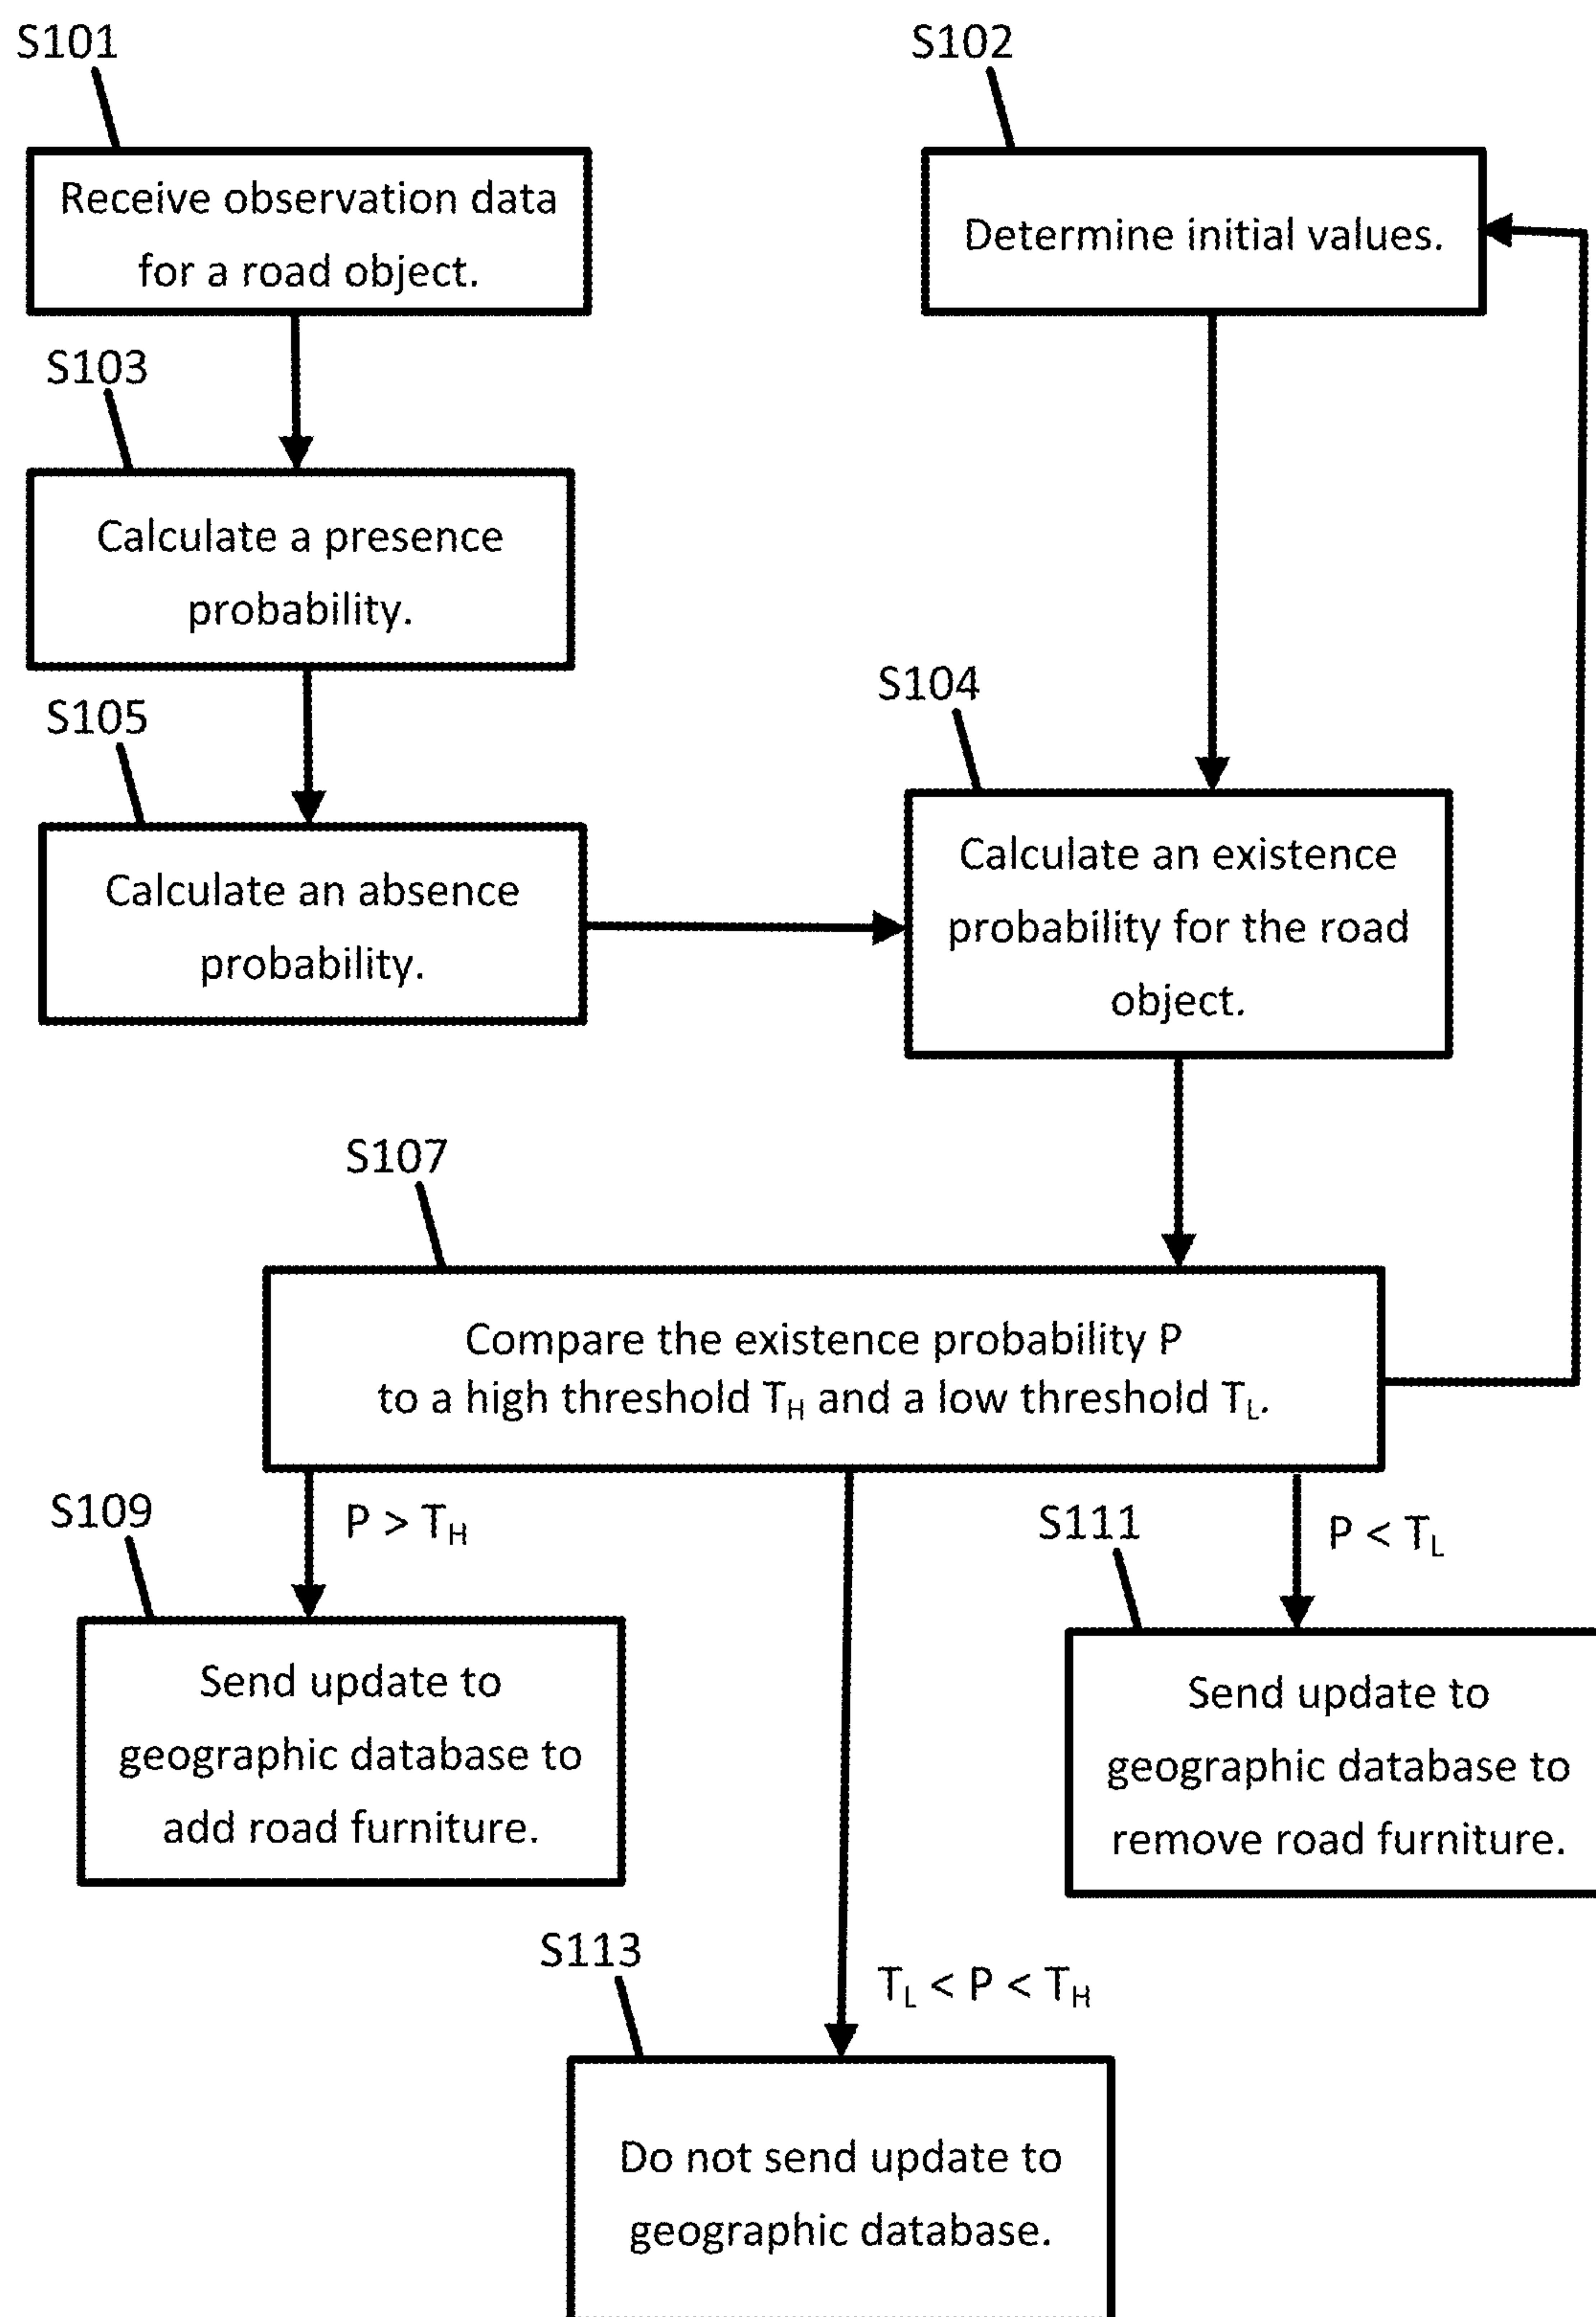 S101
S102
Receive observation data
for a road object.
Determine initial values.
S103
Calculate a presence
probability.
S104
S105
Calculate an absence
probability.
Calculate an existence
probability for the road
object.
S107
Compare the existence probability P
to a high threshold TH and a low threshold TL.
S109
P > TH
S111
P < TL
Send update to
geographic database to
add road furniture.
Send update to
geographic database to
remove road furniture.
S113
TL < P < TH
Do not send update to
geographic database.